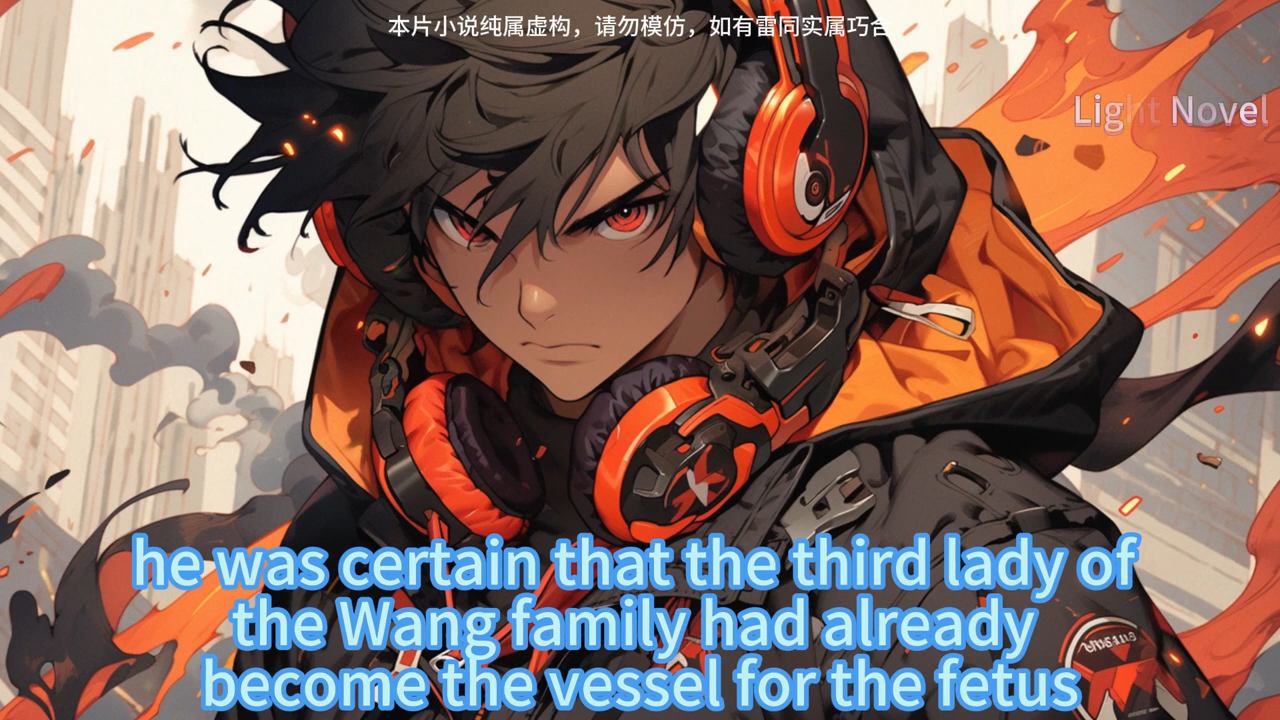 本片小说纯属虚构，请勿模仿，如有雷同实属巧合
Light Novel
he was certain that the third lady of
the Wang family had already
become the vessel for the fetus